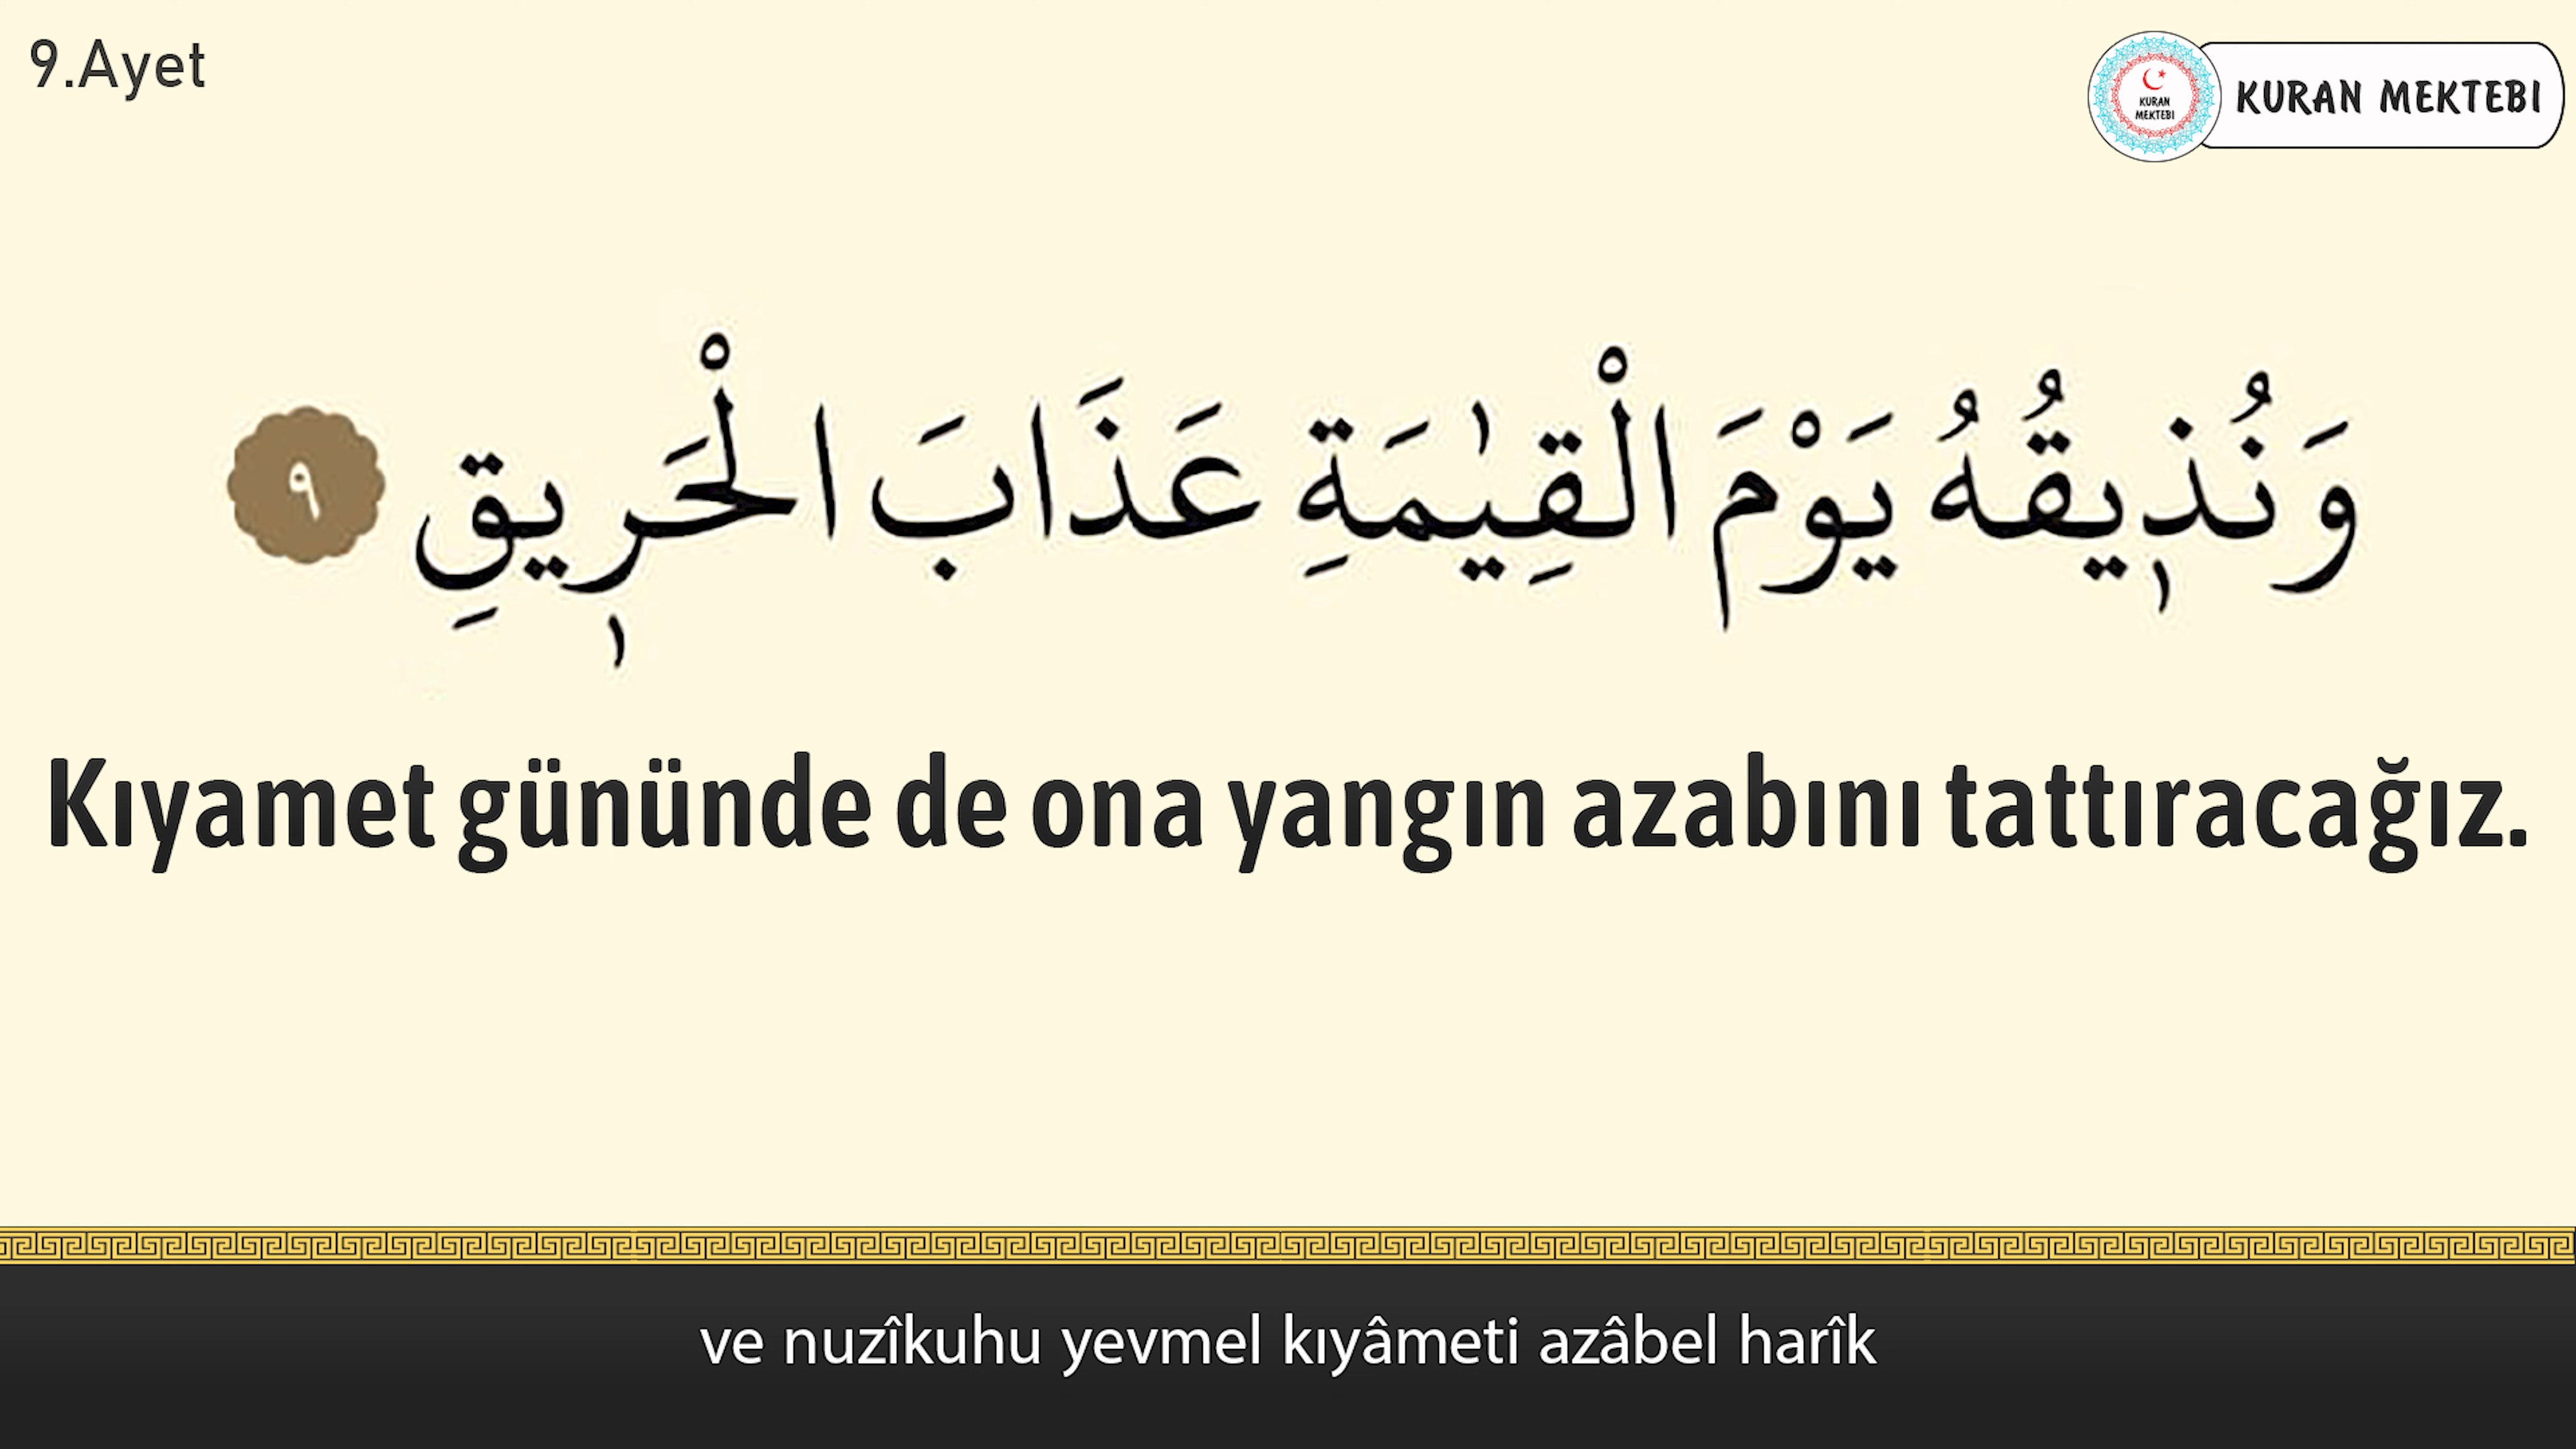 9.Ayet
KURAN
MEKTEBI
KURAN MEKTEBI
وَنُذٖيقُهُ يَوْمَ الْقِيٰمَةِ عَذَابَ الْحَرٖيقِ ٩
Kıyamet gününde de ona yangın azabını tattıracağız.
ve nuzîkuhu yevmel kıyâmeti azâbel harîk